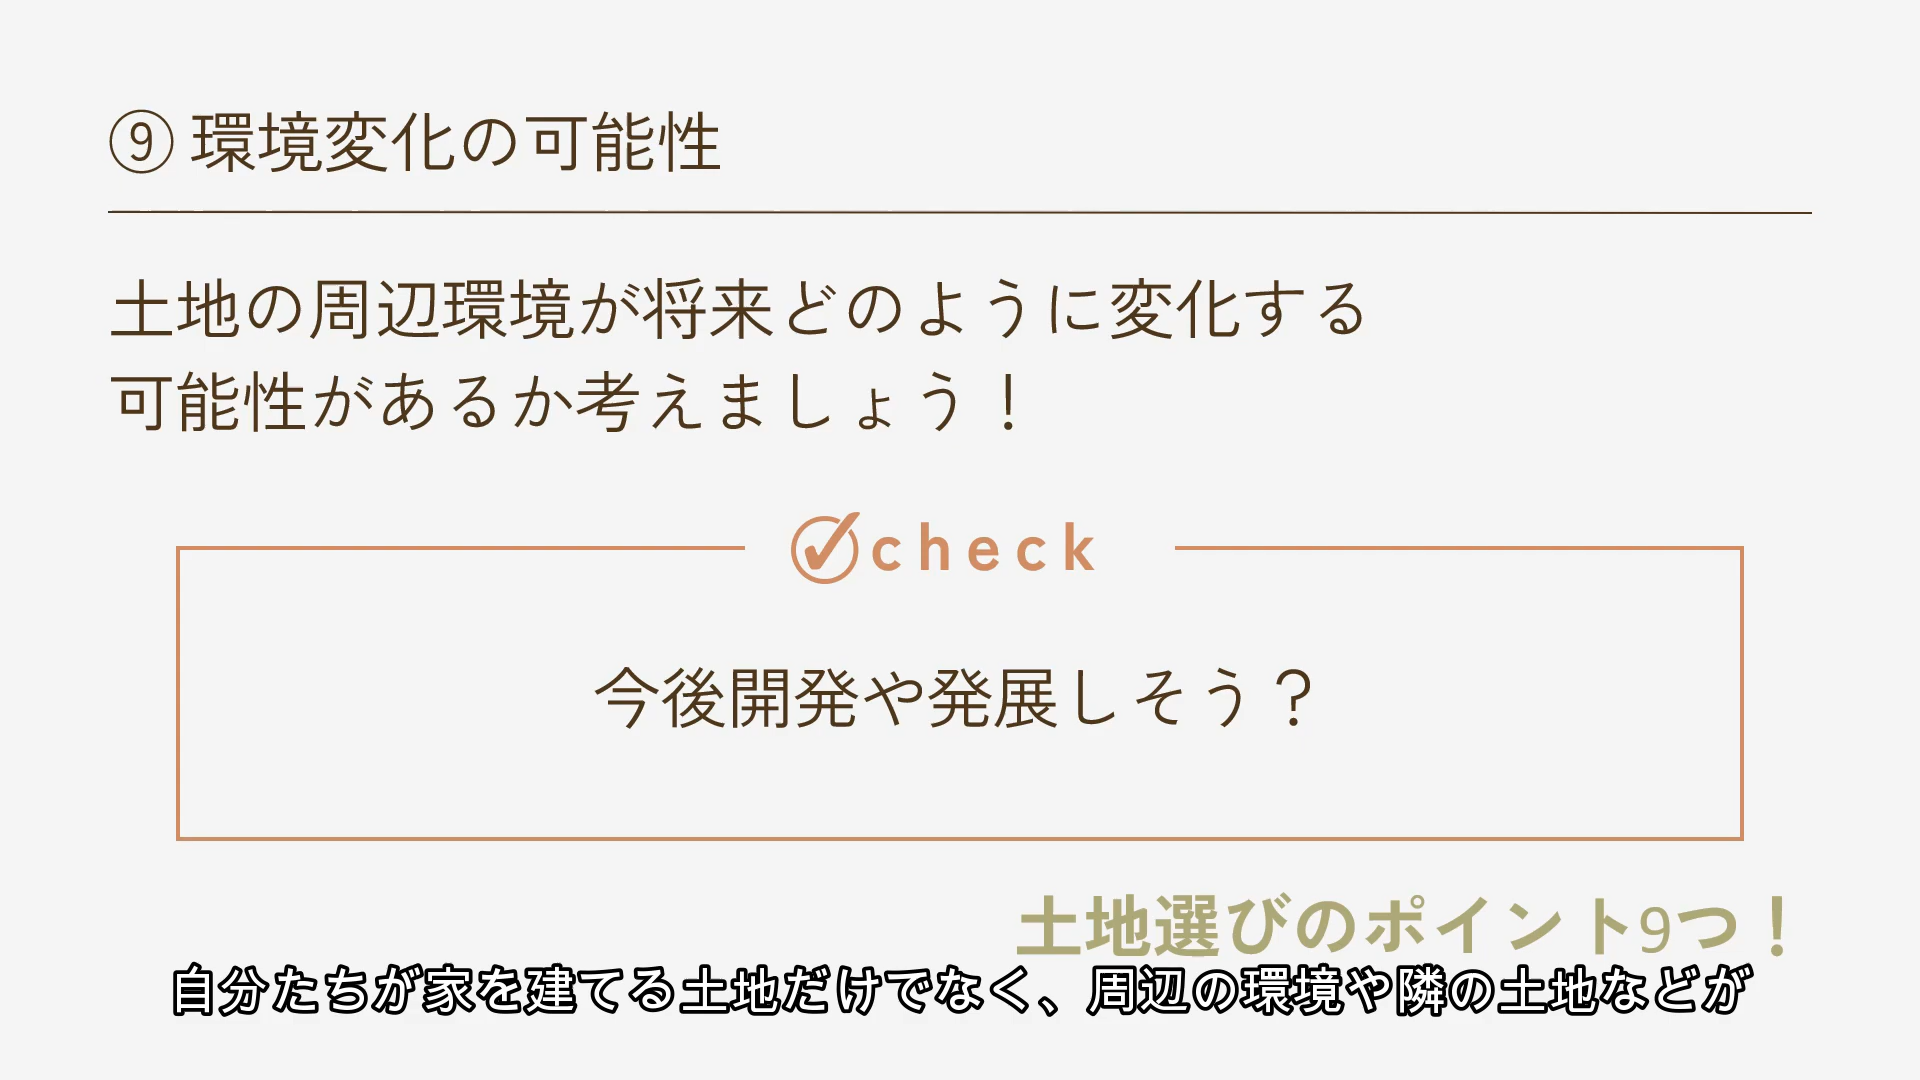 ⑨ 環境変化の可能性
土地の周辺環境が将来どのように変化する
可能性があるか考えましょう！
check
今後開発や発展しそう？
土地選びのポイント9つ！
自分たちが家を建てる土地だけでなく、周辺の環境や隣の土地などが